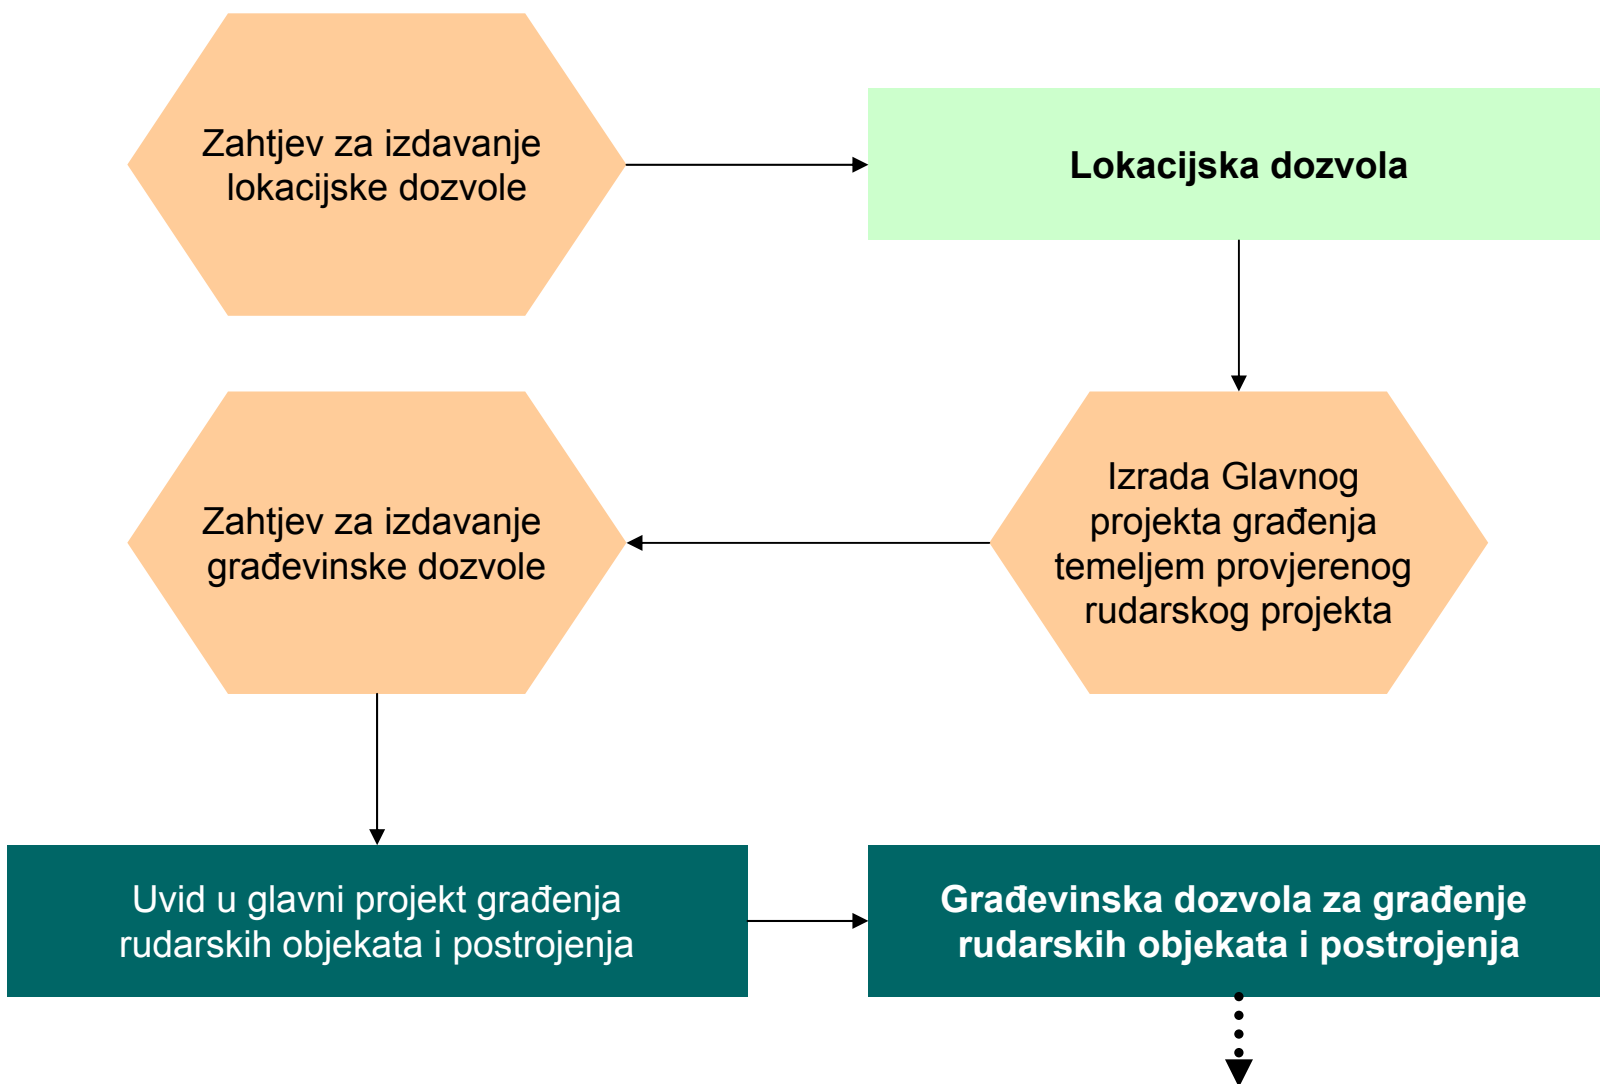 Zahtjev za izdavanje
lokacijske dozvole
Lokacijska dozvola
Zahtjev za izdavanje
građevinske dozvole
Izrada Glavnog
projekta građenja
temeljem provjerenog
rudarskog projekta
Uvid u glavni projekt građenja
rudarskih objekata i postrojenja
Građevinska dozvola za građenje
rudarskih objekata i postrojenja